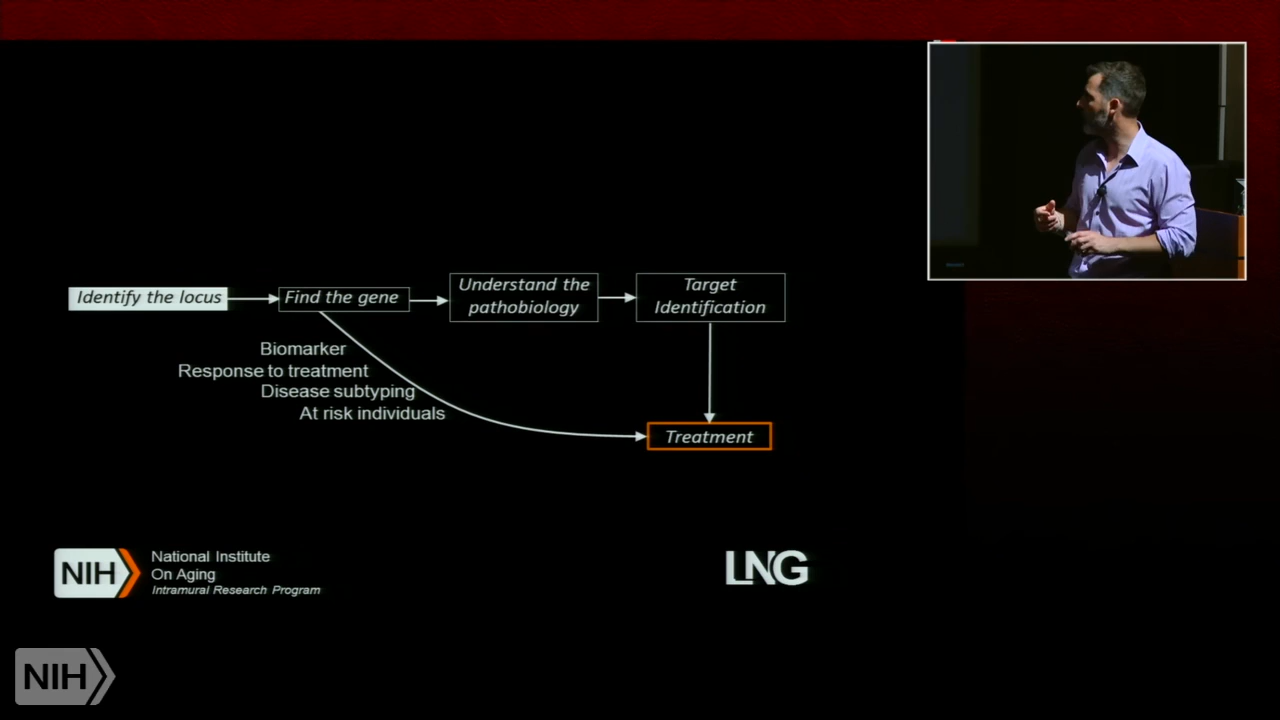 Identify the locus
Find the gene
Understand the
pathobiology
Target
Identification
Biomarker
Response to treatment
Disease subtyping
At risk individuals
Treatment
NIH
National Institute
On Aging
Intramural Research Program
LNG
NIH